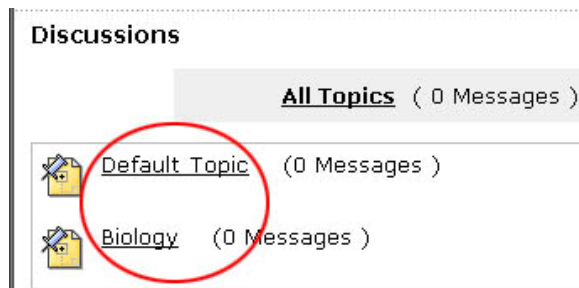 Discussions
All Topics ( 0 Messages )
Default Topic (0 Messages )
Biology (0 Messages )